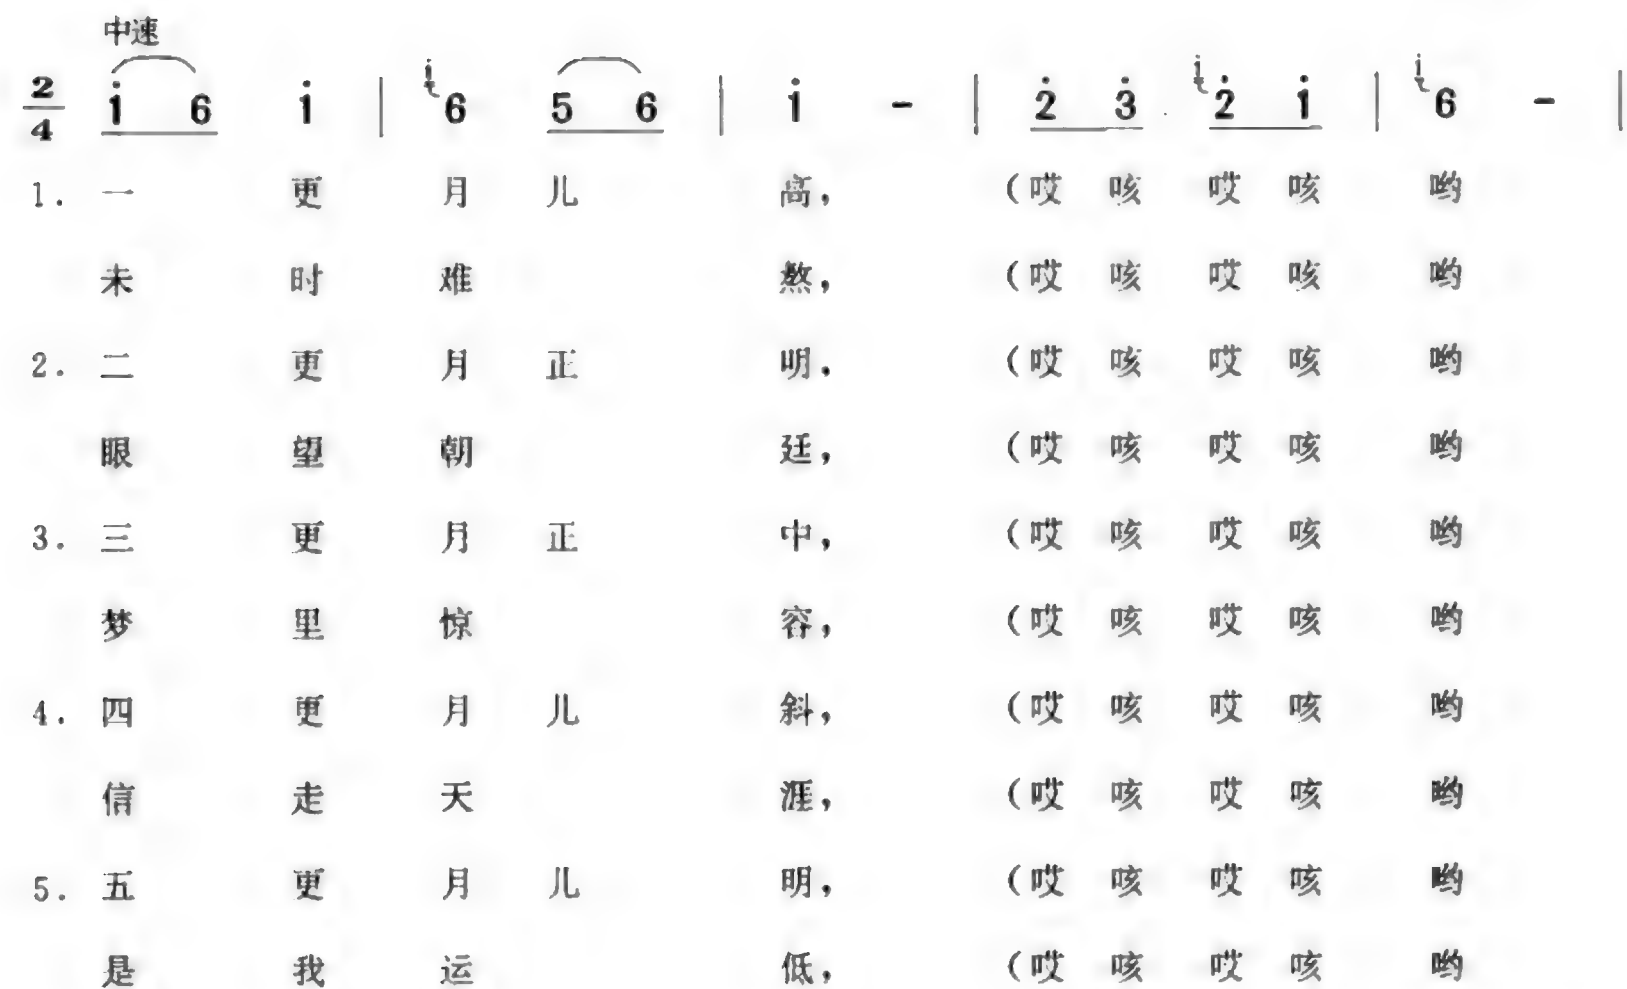 中速
2/4 i̇ 6 i̇ | i̇ 6 5 6 | i̇ - | 2̇ 3̇ i̇ 2̇ i̇ | i̇ 6 - |
1. 一 更 月 儿 高, (哎 咳 哎 咳 哟
未 时 难 熬, (哎 咳 哎 咳 哟
2. 二 更 月 正 明. (哎 咳 哎 咳 哟
眼 望 朝 廷, (哎 咳 哎 咳 哟
3. 三 更 月 正 中, (哎 咳 哎 咳 哟
梦 里 惊 容, (哎 咳 哎 咳 哟
4. 四 更 月 儿 斜, (哎 咳 哎 咳 哟
信 走 天 涯, (哎 咳 哎 咳 哟
5. 五 更 月 儿 明, (哎 咳 哎 咳 哟
是 我 运 低, (哎 咳 哎 咳 哟